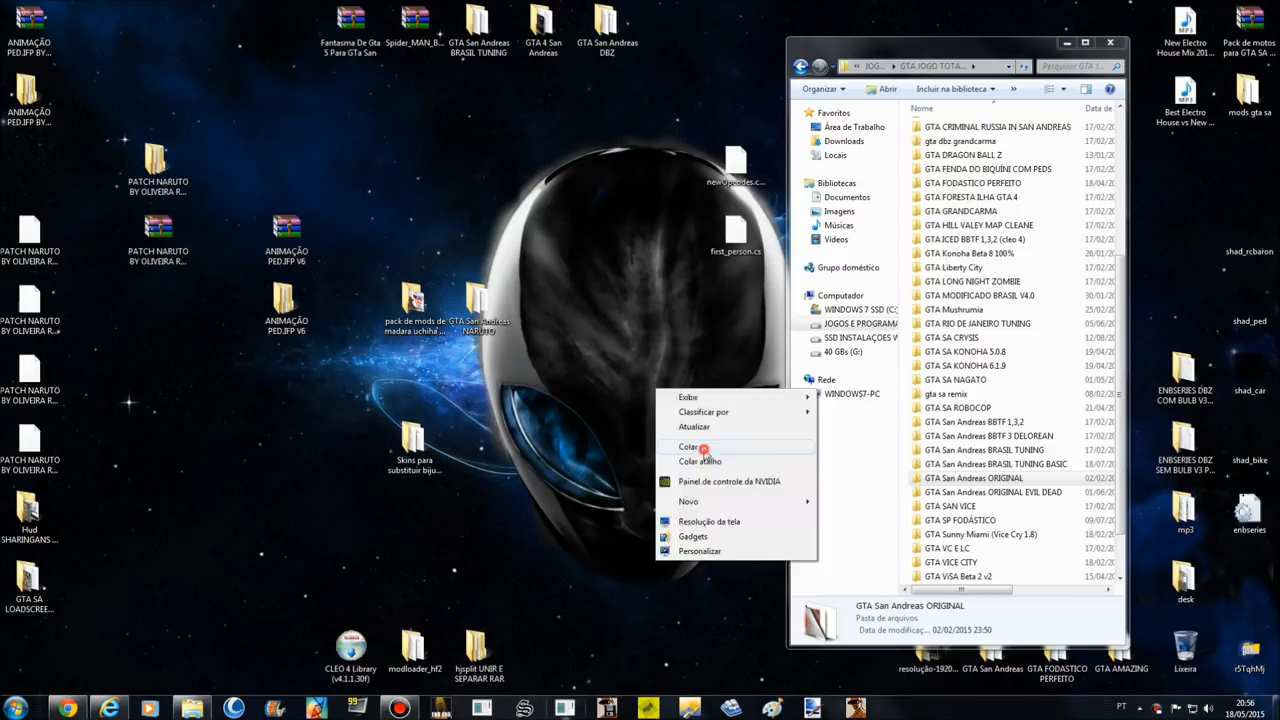 ANIMAÇÃO
PED.IFP BY...
Fantasma De Gta
5 Para GTa San
Spider_MAN_B...
GTA San Andreas
BRASIL TUNING
GTA 4 San
Andreas
GTA San Andreas
DBZ
New Electro
House Mix 201...
Pack de motos
para GTA SA ...
ANIMAÇÃO
PED.IFP BY...
Best Electro
House vs New ...
mods gta sa
PATCH NARUTO
BY OLIVEIRA R...
newOpcodes.c...
PATCH NARUTO
BY OLIVEIRA R...
PATCH NARUTO
BY OLIVEIRA R...
ANIMAÇÃO
PED.IFP V6
first_person.cs
shad_rcbairon
PATCH NARUTO
BY OLIVEIRA R...
ANIMAÇÃO
PED.IFP V6
pack de mods de
madara uchiha ...
GTA San Andreas
NARUTO
shad_ped
PATCH NARUTO
BY OLIVEIRA R...
ENBSERIES DBZ
COM BULB V3...
shad_car
PATCH NARUTO
BY OLIVEIRA R...
Skins para
substituir biju...
ENBSERIES DBZ
SEM BULB V3 P...
shad_bike
Hud
SHARINGANS ...
mp3
enbseries
GTA SA
LOADSCREE...
desk
CLEO 4 Library
(v4.1.1.30f)
modloader_hf2
hjsplit UNIR E
SEPARAR RAR
resolução-1920...
GTA San Andreas
GTA FODASTICO
PERFEITO
GTA AMAZING
Lixeira
r5TqhMj
JOG...
GTA JOGO TOTA...
Pesquisar GTA J...
Organizar
Abrir
Incluir na biblioteca
»
Favoritos
Área de Trabalho
Downloads
Locais
Bibliotecas
Documentos
Imagens
Músicas
Vídeos
Grupo doméstico
Computador
WINDOWS 7 SSD (C:)
JOGOS E PROGRAMA
SSD INSTALAÇOES W
40 GBs (G:)
Rede
WINDOWS7-PC
Nome
Data de
GTA CRIMINAL RUSSIA IN SAN ANDREAS 17/02/20
gta dbz grandcarma 17/02/20
GTA DRAGON BALL Z 13/01/20
GTA FENDA DO BIQUÍNI COM PEDS 17/02/20
GTA FODASTICO PERFEITO 18/04/20
GTA FORESTA ILHA GTA 4 17/02/20
GTA GRANDCARMA 17/02/20
GTA HILL VALEY MAP CLEANE 17/02/20
GTA ICED BBTF 1,3,2 (cleo 4) 17/02/20
GTA Konoha Beta 8 100% 26/01/20
GTA Liberty City 17/02/20
GTA LONG NIGHT ZOMBIE 17/02/20
GTA MODIFICADO BRASIL V4.0 30/01/20
GTA Mushrumia 17/02/20
GTA RIO DE JANEIRO TUNING 05/06/20
GTA SA CRYSIS 12/08/20
GTA SA KONOHA 5.0.8 19/04/20
GTA SA KONOHA 6.1.9 19/04/20
GTA SA NAGATO 01/05/20
gta sa remix 08/02/20
GTA SA ROBOCOP 21/04/20
GTA San Andreas BBTF 1,3,2 17/02/20
GTA San Andreas BBTF 3 DELOREAN 17/02/20
GTA San Andreas BRASIL TUNING 17/02/20
GTA San Andreas BRASIL TUNING BASIC 18/07/20
GTA San Andreas ORIGINAL 02/02/20
GTA San Andreas ORIGINAL EVIL DEAD 01/06/20
GTA SAN VICE 17/02/20
GTA SP FODÁSTICO 09/07/20
GTA Sunny Miami (Vice Cry 1.8) 17/02/20
GTA VC E LC 17/02/20
GTA VICE CITY 17/02/20
GTA ViSA Beta 2 v2 15/04/20
GTA San Andreas ORIGINAL
Pasta de arquivos
Data de modificaç... 02/02/2015 23:50
Exibir
Classificar por
Atualizar
Colar
Colar atalho
Painel de controle da NVIDIA
Novo
Resolução da tela
Gadgets
Personalizar
PT
20:56
18/05/2015